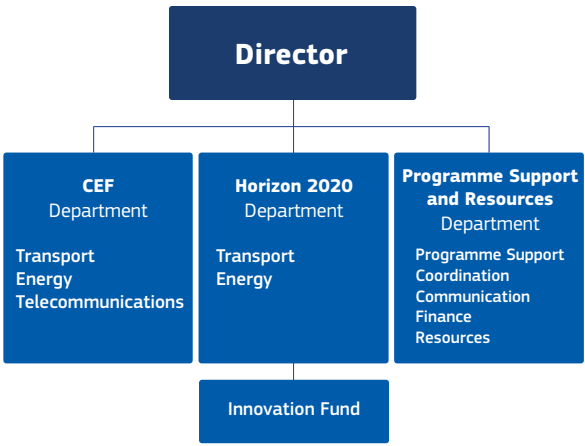 Director
CEF
Department
Transport
Energy
Telecommunications
Horizon 2020
Department
Transport
Energy
Programme Support
and Resources
Department
Programme Support
Coordination
Communication
Finance
Resources
Innovation Fund